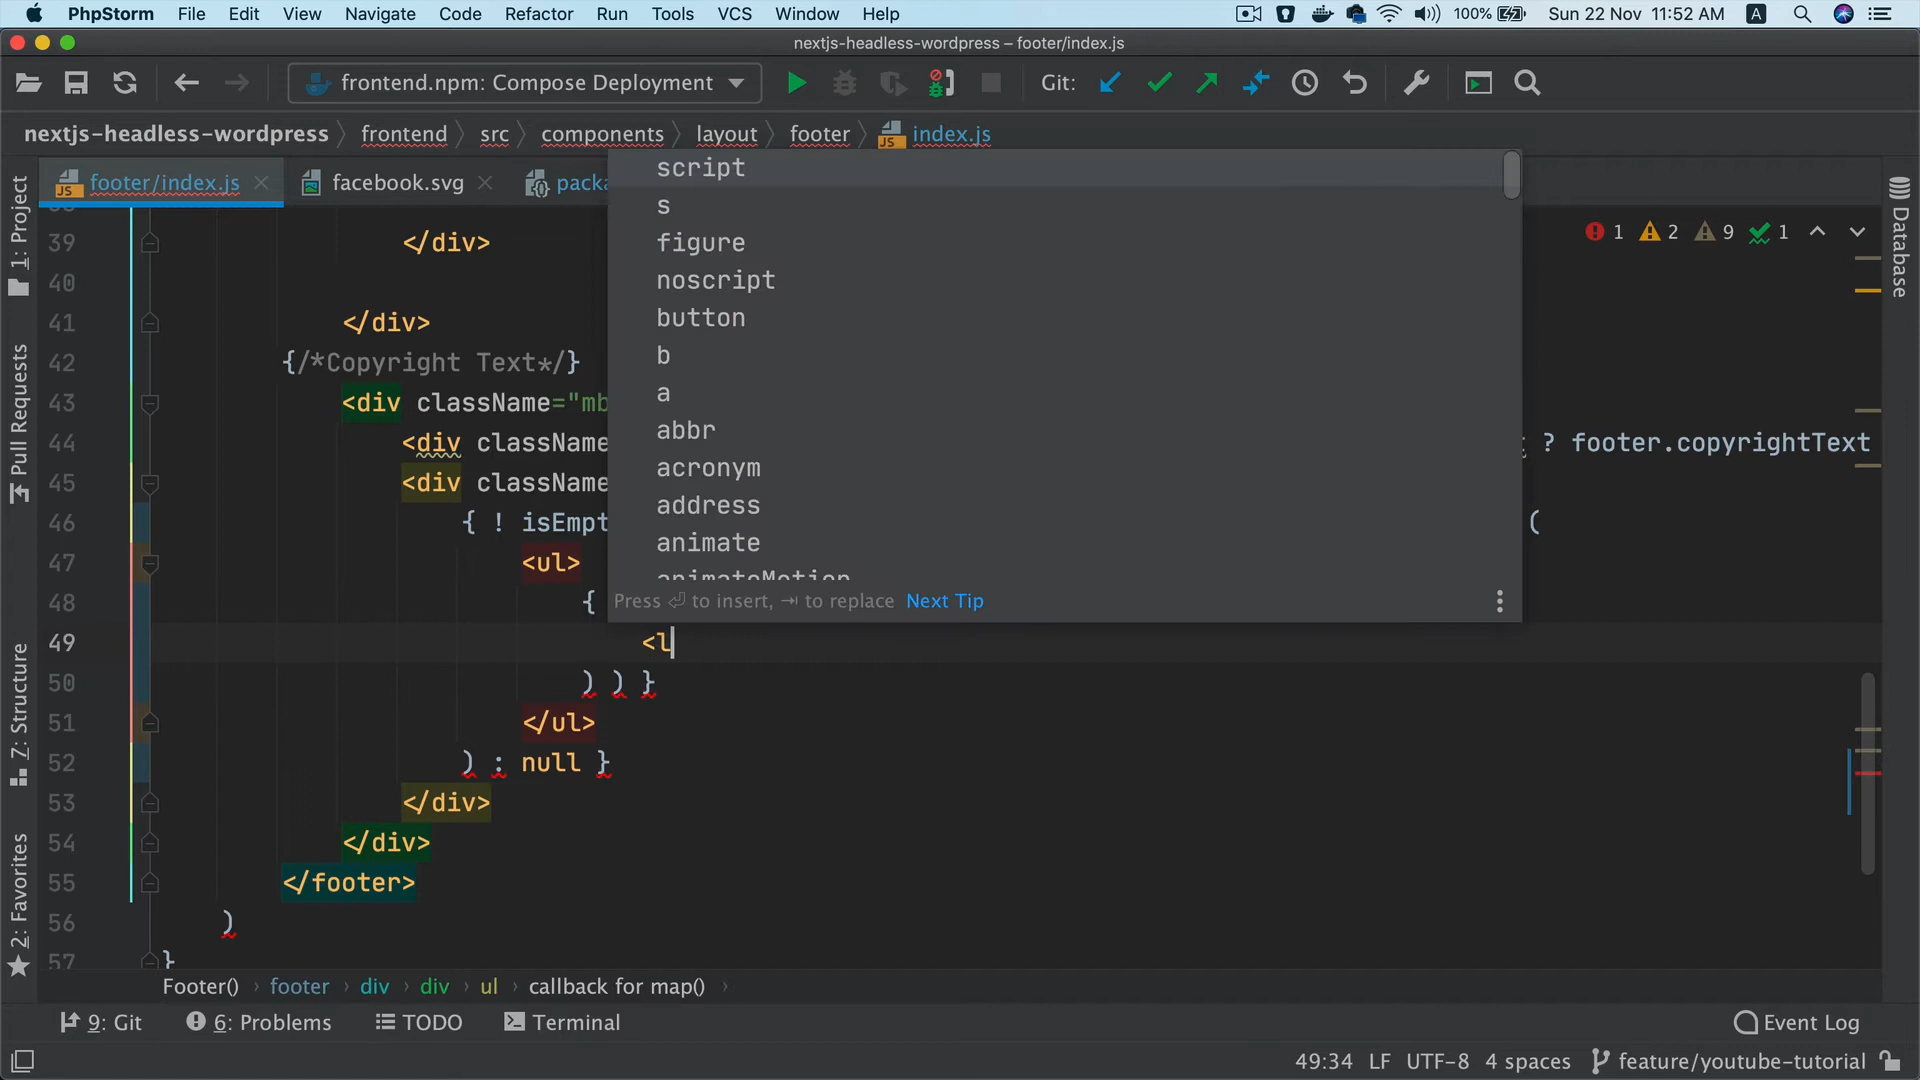 PhpStorm File Edit View Navigate Code Refactor Run Tools VCS Window Help 100% Sun 22 Nov 11:52 AM A
nextjs-headless-wordpress – footer/index.js
frontend.npm: Compose Deployment Git:
nextjs-headless-wordpress frontend src components layout footer index.js
footer/index.js facebook.svg packa
script
s
figure
noscript
button
b
a
abbr
acronym
address
animate
animateMotion
Press ⏎ to insert, ⇥ to replace Next Tip
1 2 9 1
39 </div>
40
41 </div>
42 {/*Copyright Text*/}
43 <div className="mb
44 <div className ? footer.copyrightText
45 <div className
46 { ! isEmpt (
47 <ul>
48 {
49 <l
50 ) ) }
51 </ul>
52 ) : null }
53 </div>
54 </div>
55 </footer>
56 )
57 }
Footer() footer div div ul callback for map()
1: Project
Pull Requests
Z: Structure
2: Favorites
Database
9: Git 6: Problems TODO Terminal Event Log
49:34 LF UTF-8 4 spaces feature/youtube-tutorial